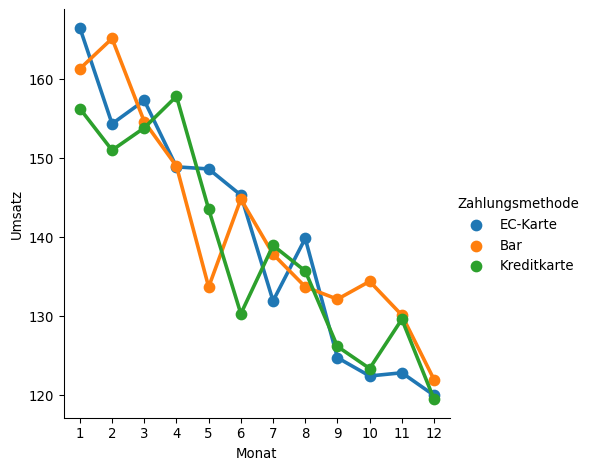 160
150
140
130
120
Umsatz
1 2 3 4 5 6 7 8 9 10 11 12
Monat
Zahlungsmethode
EC-Karte
Bar
Kreditkarte